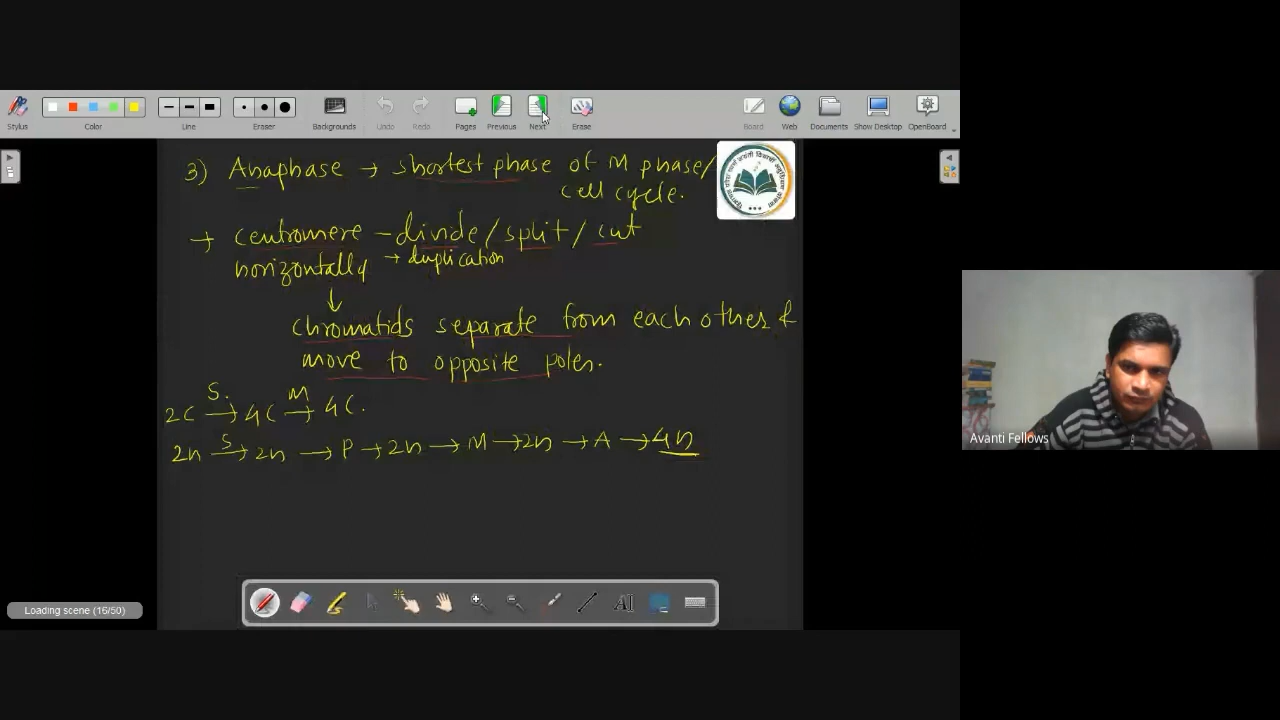 Stylus
Color
Line
Eraser
Backgrounds
Undo
Redo
Pages
Previous
Next
Erase
Board
Web
Documents
Show Desktop
OpenBoard
3) Anaphase → shortest phase of M phase/
cell cycle.
→ centromere – divide / split / cut
horizontally → duplication
↓
chromatids separate from each other &
move to opposite poles.
2C S.→ 4C M→ 4C.
2n S→ 2n → P → 2n → M → 2n → A → 4n
Avanti Fellows
Loading scene (16/50)